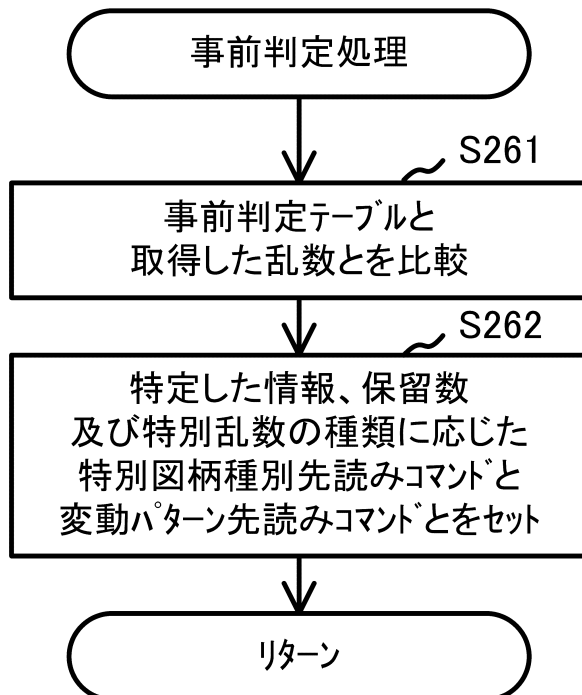 事前判定処理
S261
事前判定テーブルと
取得した乱数とを比較
S262
特定した情報、保留数
及び特別乱数の種類に応じた
特別図柄種別先読みコマンドと
変動パターン先読みコマンドとをセット
リターン